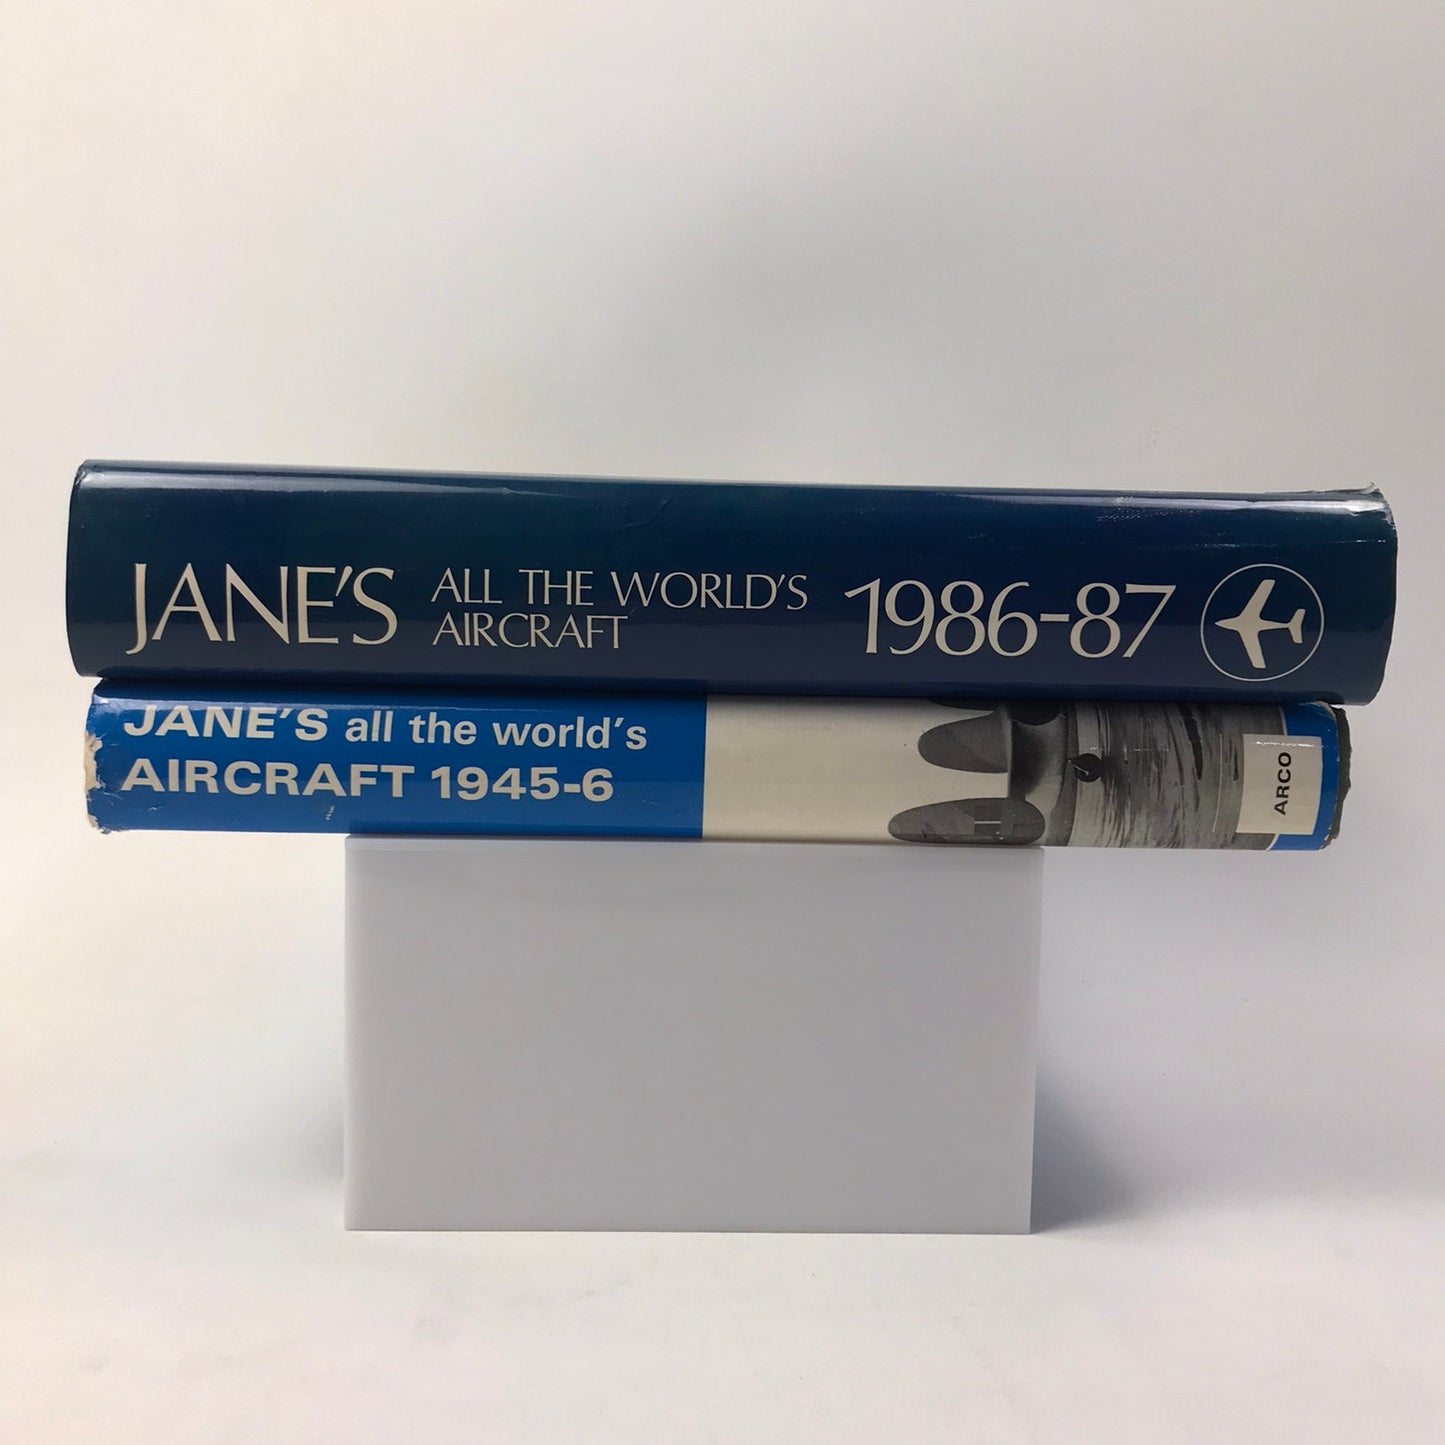 JANE'S ALL THE WORLD'S AIRCRAFT 1986-87
JANE'S all the world's
AIRCRAFT 1945-6
ARCO